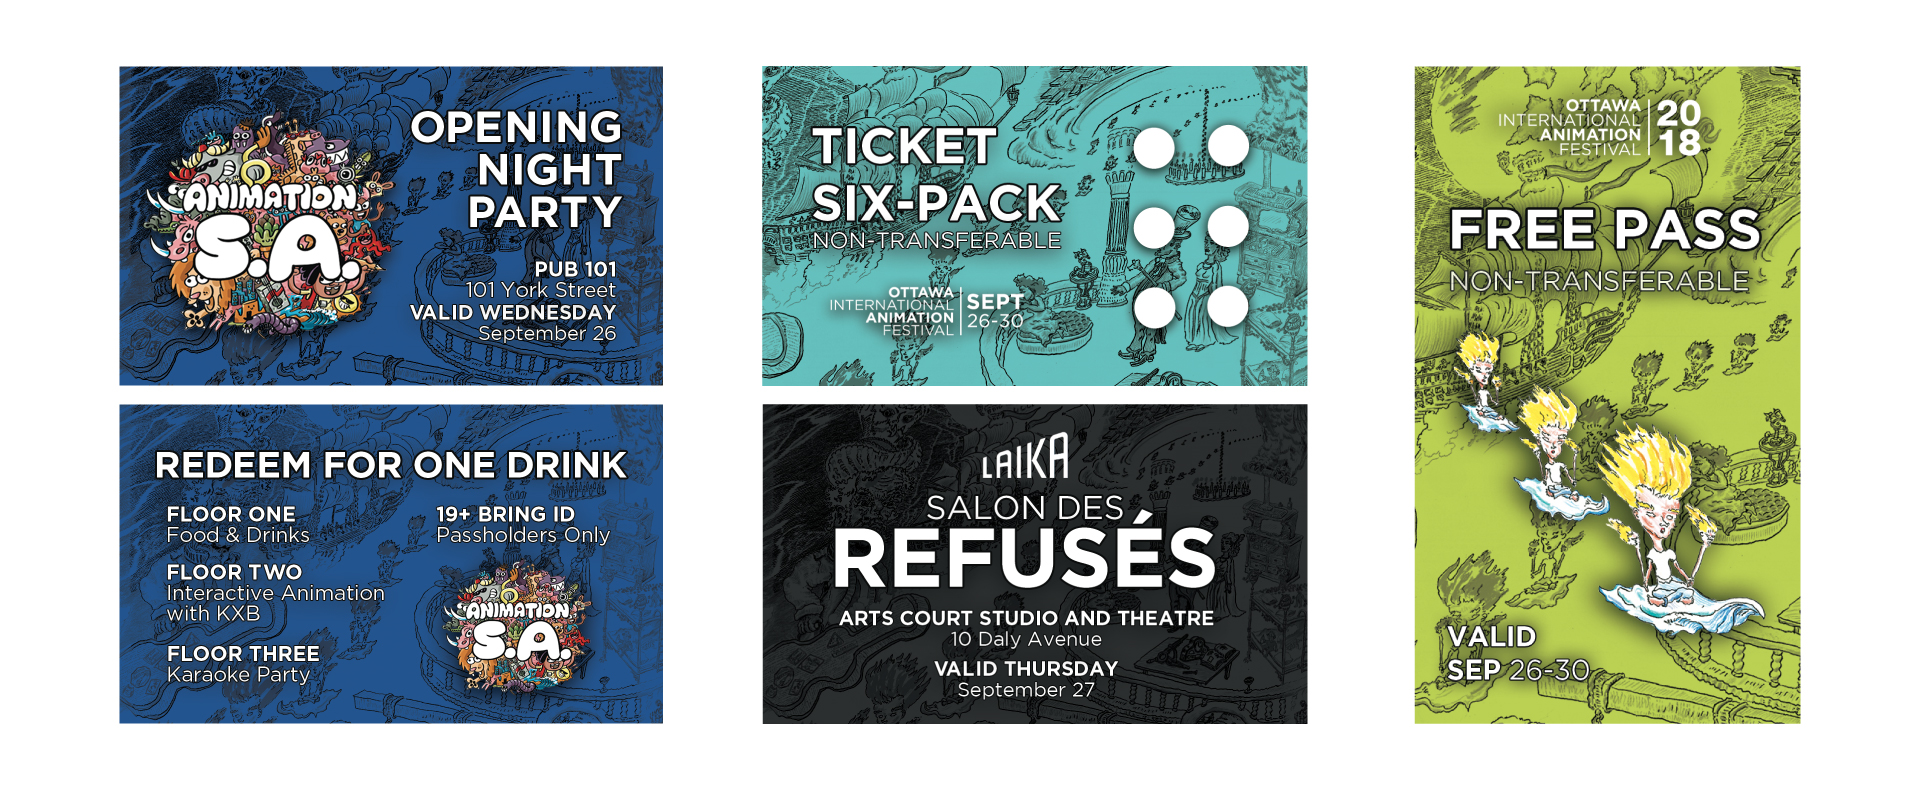 ANIMATION
S.A.
OPENING
NIGHT
PARTY
PUB 101
101 York Street
VALID WEDNESDAY
September 26
REDEEM FOR ONE DRINK
FLOOR ONE
Food & Drinks
FLOOR TWO
Interactive Animation
with KXB
FLOOR THREE
Karaoke Party
19+ BRING ID
Passholders Only
ANIMATION
S.A.
TICKET
SIX-PACK
NON-TRANSFERABLE
OTTAWA
INTERNATIONAL
ANIMATION
FESTIVAL
SEPT
26-30
LAIKA
SALON DES
REFUSÉS
ARTS COURT STUDIO AND THEATRE
10 Daly Avenue
VALID THURSDAY
September 27
OTTAWA
INTERNATIONAL
ANIMATION
FESTIVAL
20
18
FREE PASS
NON-TRANSFERABLE
VALID
SEP 26-30